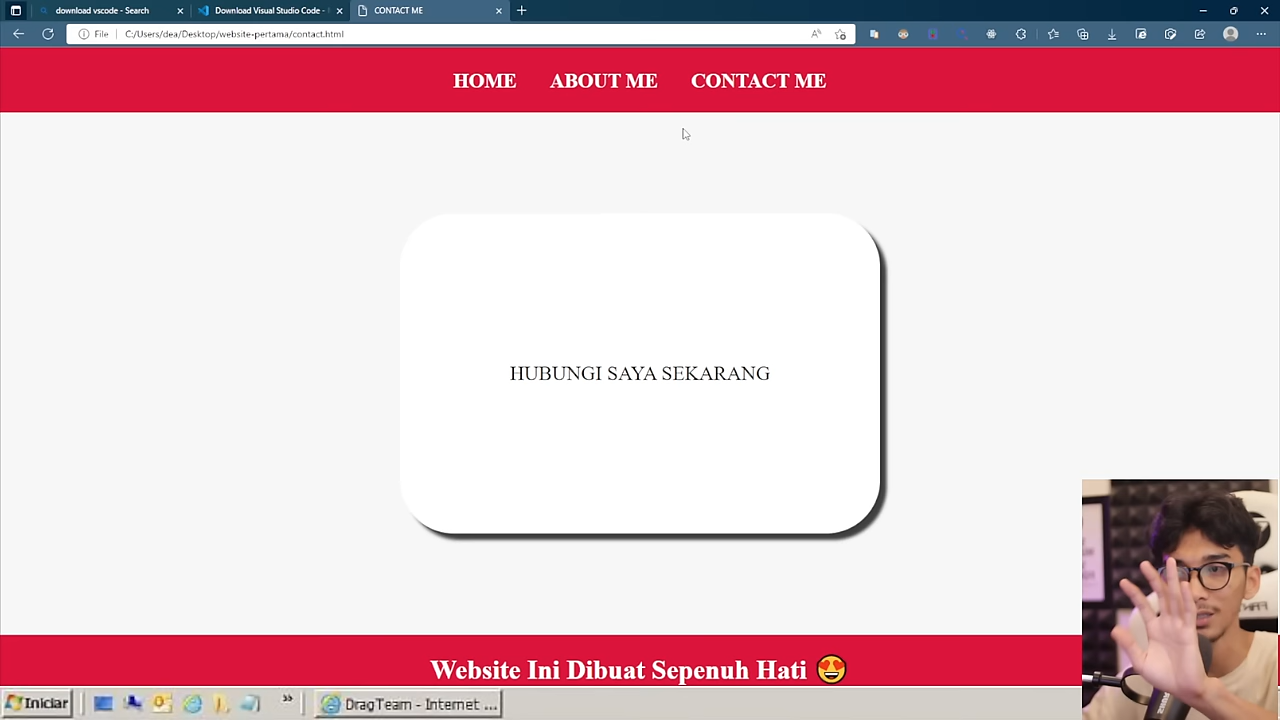 download vscode - Search
Download Visual Studio Code -
CONTACT ME
File
C:/Users/dea/Desktop/website-pertama/contact.html
HOME ABOUT ME CONTACT ME
HUBUNGI SAYA SEKARANG
Website Ini Dibuat Sepenuh Hati 😍
Iniciar
DragTeam - Internet ...